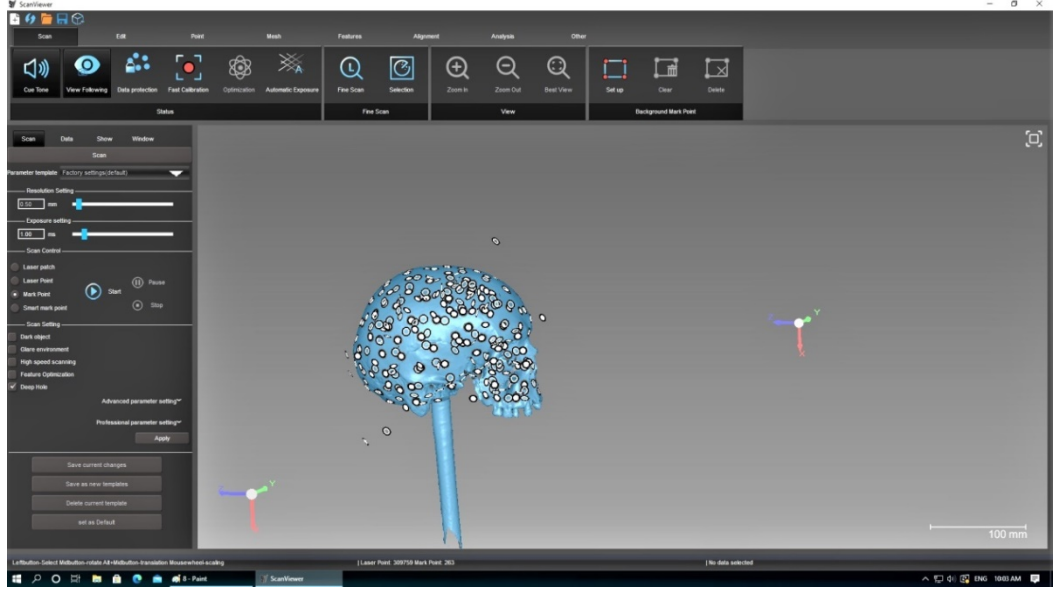 ScanViewer
Scan Edit Point Mesh Features Alignment Analysis Other
Cue Tone View Following Data protection Fast Calibration Optimization Automatic Exposure Fine Scan Selection Zoom In Zoom Out Best View Set up Clear Delete
Status Fine Scan View Background Mark Point
Scan Data Show Window
Scan
Parameter template Factory settings(default)
Resolution Setting
0.50 mm
Exposure setting
1.00 ms
Scan Control
Laser patch
Laser Point
Mark Point
Smart mark point
Start
Pause
Stop
Scan Setting
Dark object
Glare environment
High speed scanning
Feature Optimization
Deep Hole
Advanced parameter setting
Professional parameter setting
Apply
Save current changes
Save as new templates
Delete current template
set as Default
Y
X
Y
100 mm
Leftbutton-Select Midbutton-rotate Alt+Midbutton-translation Mousewheel-scaling
Laser Point 389759 Mark Point 263
No data selected
8 - Paint
ScanViewer
ENG 10:03 AM